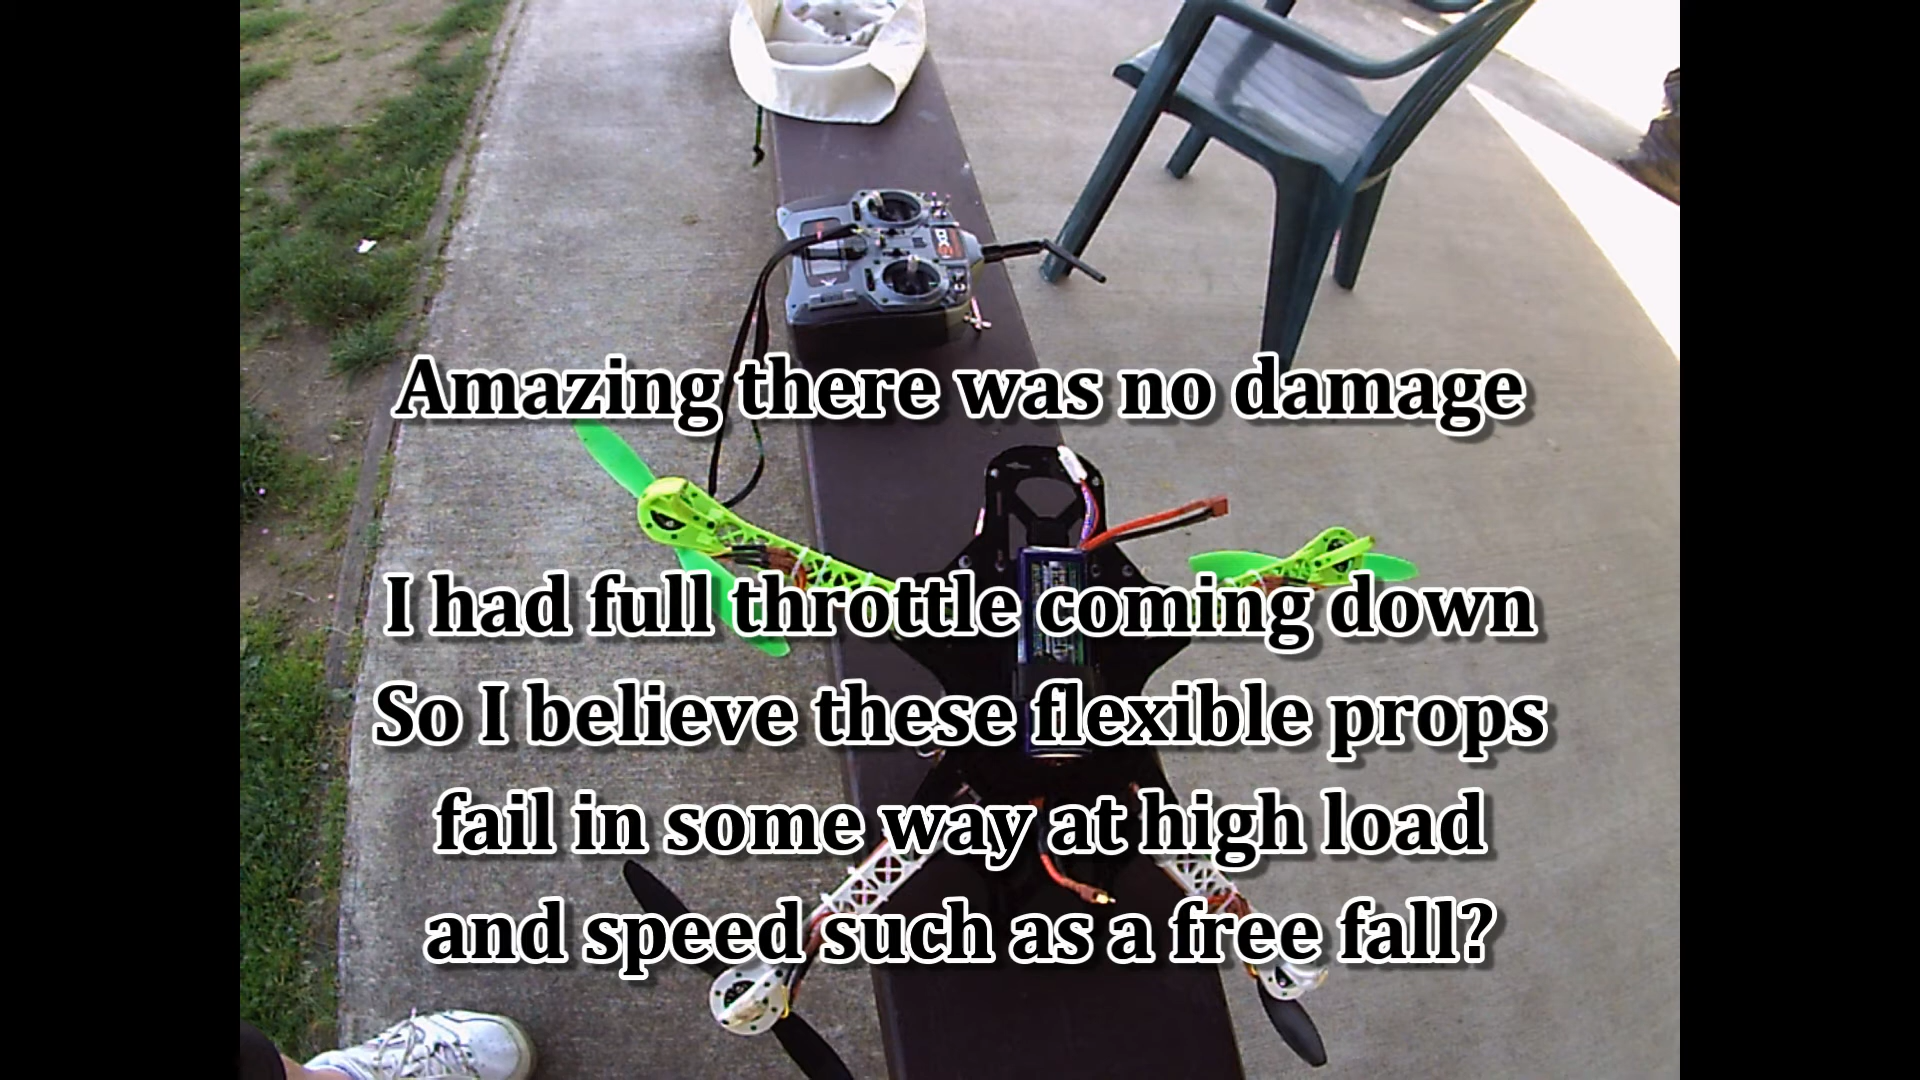 DX8
Amazing there was no damage
I had full throttle coming down
So I believe these flexible props
fail in some way at high load
and speed such as a free fall?